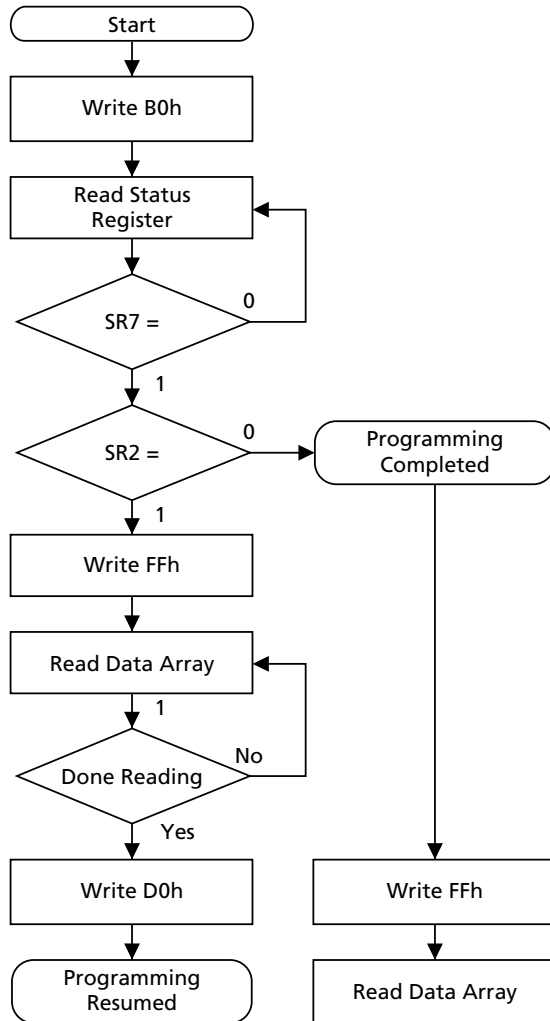 Start
Write B0h
Read Status
Register
0
SR7 =
1
0
SR2 =
Programming
Completed
1
Write FFh
Read Data Array
1
No
Done Reading
Yes
Write D0h
Write FFh
Programming
Resumed
Read Data Array